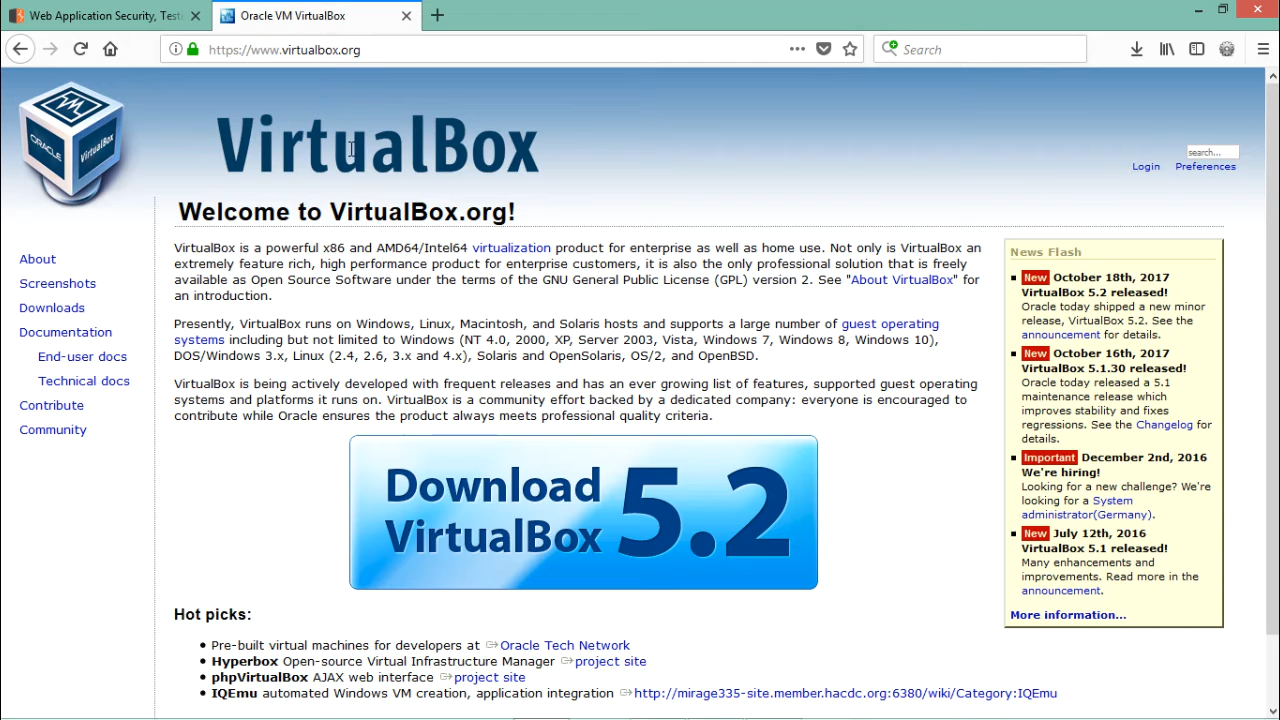 Web Application Security, Testi
Oracle VM VirtualBox
https://www.virtualbox.org
Search
ORACLE
VirtualBox
VirtualBox
search...
Login Preferences
Welcome to VirtualBox.org!
About
Screenshots
Downloads
Documentation
End-user docs
Technical docs
Contribute
Community
VirtualBox is a powerful x86 and AMD64/Intel64 virtualization product for enterprise as well as home use. Not only is VirtualBox an
extremely feature rich, high performance product for enterprise customers, it is also the only professional solution that is freely
available as Open Source Software under the terms of the GNU General Public License (GPL) version 2. See "About VirtualBox" for
an introduction.
Presently, VirtualBox runs on Windows, Linux, Macintosh, and Solaris hosts and supports a large number of guest operating
systems including but not limited to Windows (NT 4.0, 2000, XP, Server 2003, Vista, Windows 7, Windows 8, Windows 10),
DOS/Windows 3.x, Linux (2.4, 2.6, 3.x and 4.x), Solaris and OpenSolaris, OS/2, and OpenBSD.
VirtualBox is being actively developed with frequent releases and has an ever growing list of features, supported guest operating
systems and platforms it runs on. VirtualBox is a community effort backed by a dedicated company: everyone is encouraged to
contribute while Oracle ensures the product always meets professional quality criteria.
Download
VirtualBox
5.2
Hot picks:
Pre-built virtual machines for developers at Oracle Tech Network
Hyperbox Open-source Virtual Infrastructure Manager project site
phpVirtualBox AJAX web interface project site
IQEmu automated Windows VM creation, application integration http://mirage335-site.member.hacdc.org:6380/wiki/Category:IQEmu
News Flash
New October 18th, 2017
VirtualBox 5.2 released!
Oracle today shipped a new minor
release, VirtualBox 5.2. See the
announcement for details.
New October 16th, 2017
VirtualBox 5.1.30 released!
Oracle today released a 5.1
maintenance release which
improves stability and fixes
regressions. See the Changelog for
details.
Important December 2nd, 2016
We're hiring!
Looking for a new challenge? We're
looking for a System
administrator(Germany).
New July 12th, 2016
VirtualBox 5.1 released!
Many enhancements and
improvements. Read more in the
announcement.
More information...